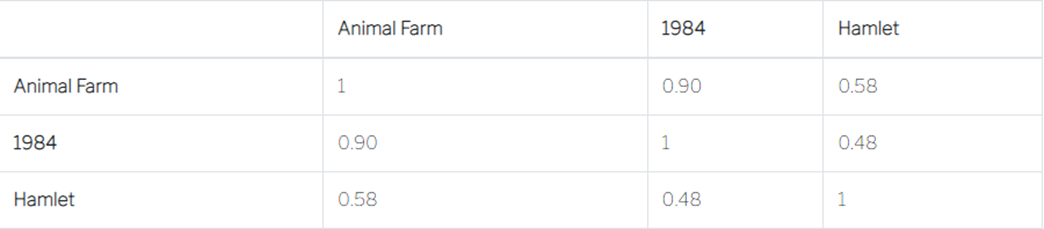 Animal Farm 1984 Hamlet
Animal Farm 1 0.90 0.58
1984 0.90 1 0.48
Hamlet 0.58 0.48 1